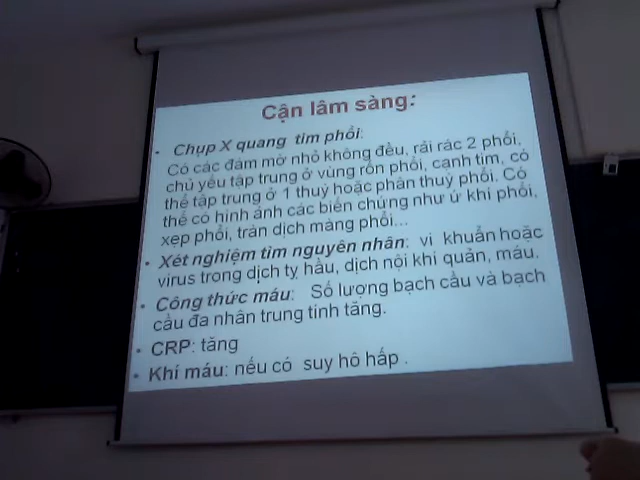 Cận lâm sàng:
• Chụp X quang tim phổi:
Có các đám mờ nhỏ không đều, rải rác 2 phổi,
chủ yếu tập trung ở vùng rốn phổi, cạnh tim, có
thể tập trung ở 1 thuỳ hoặc phân thuỳ phổi. Có
thể có hình ảnh các biến chứng như ứ khí phổi,
xẹp phổi, tràn dịch màng phổi...
• Xét nghiệm tìm nguyên nhân: vi khuẩn hoặc
virus trong dịch tỵ hầu, dịch nội khí quản, máu.
• Công thức máu: Số lượng bạch cầu và bạch
cầu đa nhân trung tính tăng.
• CRP: tăng
• Khí máu: nếu có suy hô hấp .